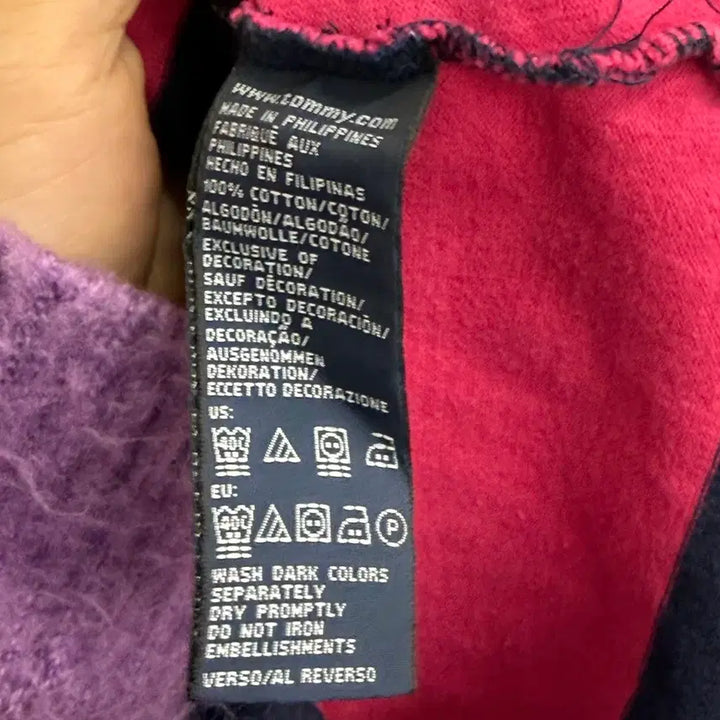 www.tommy.com
MADE IN PHILIPPINES
FABRIQUÉ AUX
PHILIPPINES
HECHO EN FILIPINAS
100% COTTON/COTON/
ALGODÓN/ALGODÃO/
BAUMWOLLE/COTONE
EXCLUSIVE OF
DECORATION/
SAUF DÉCORATION/
EXCEPTO DECORACIÓN/
EXCLUINDO A
DECORAÇÃO/
AUSGENOMMEN
DEKORATION/
ECCETTO DECORAZIONE
US:
40C
EU:
40C P
WASH DARK COLORS
SEPARATELY
DRY PROMPTLY
DO NOT IRON
EMBELLISHMENTS
VERSO/AL REVERSO